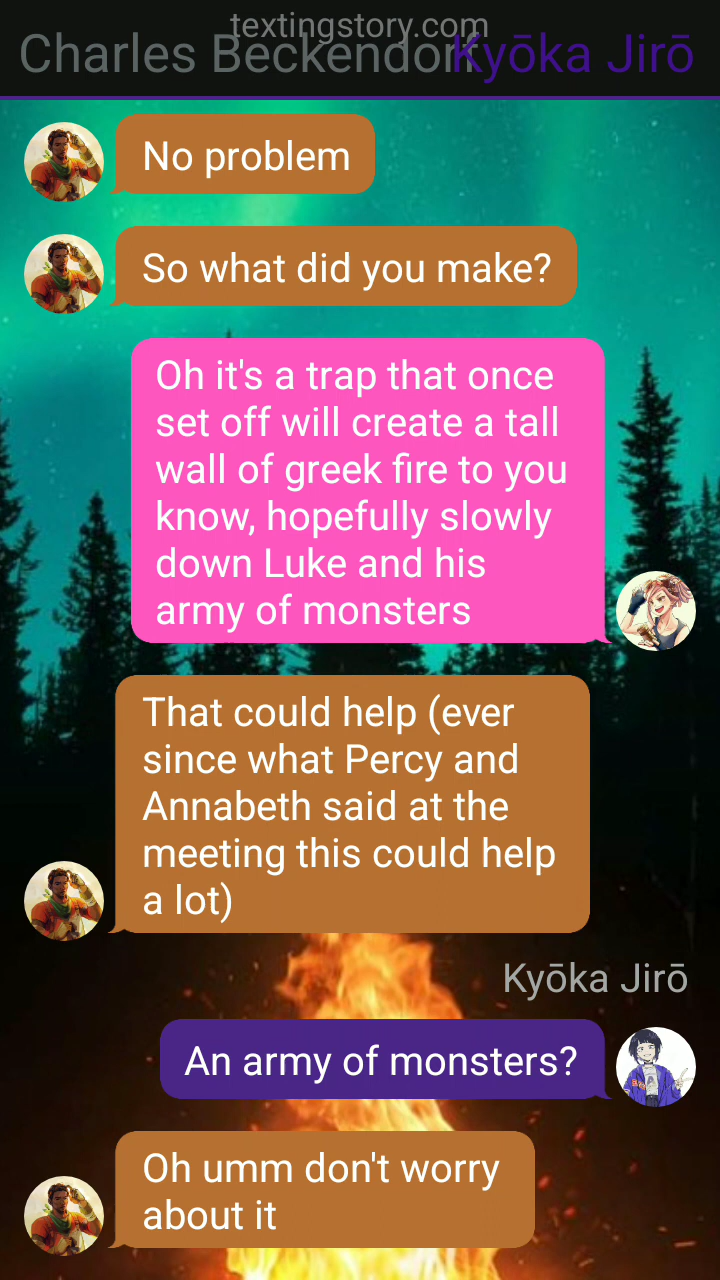 textingstory.com
Charles Beckendorf
Kyōka Jirō
No problem
So what did you make?
Oh it's a trap that once
set off will create a tall
wall of greek fire to you
know, hopefully slowly
down Luke and his
army of monsters
That could help (ever
since what Percy and
Annabeth said at the
meeting this could help
a lot)
Kyōka Jirō
An army of monsters?
Oh umm don't worry
about it